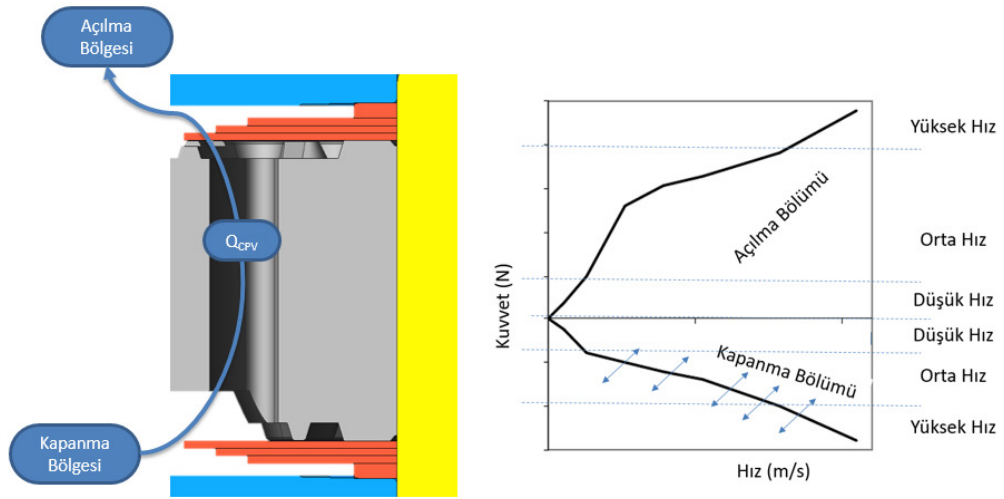 Açılma
Bölgesi
Q_CPV
Kapanma
Bölgesi
Kuvvet (N)
Açılma Bölümü
Kapanma Bölümü
Hız (m/s)
Yüksek Hız
Orta Hız
Düşük Hız
Düşük Hız
Orta Hız
Yüksek Hız